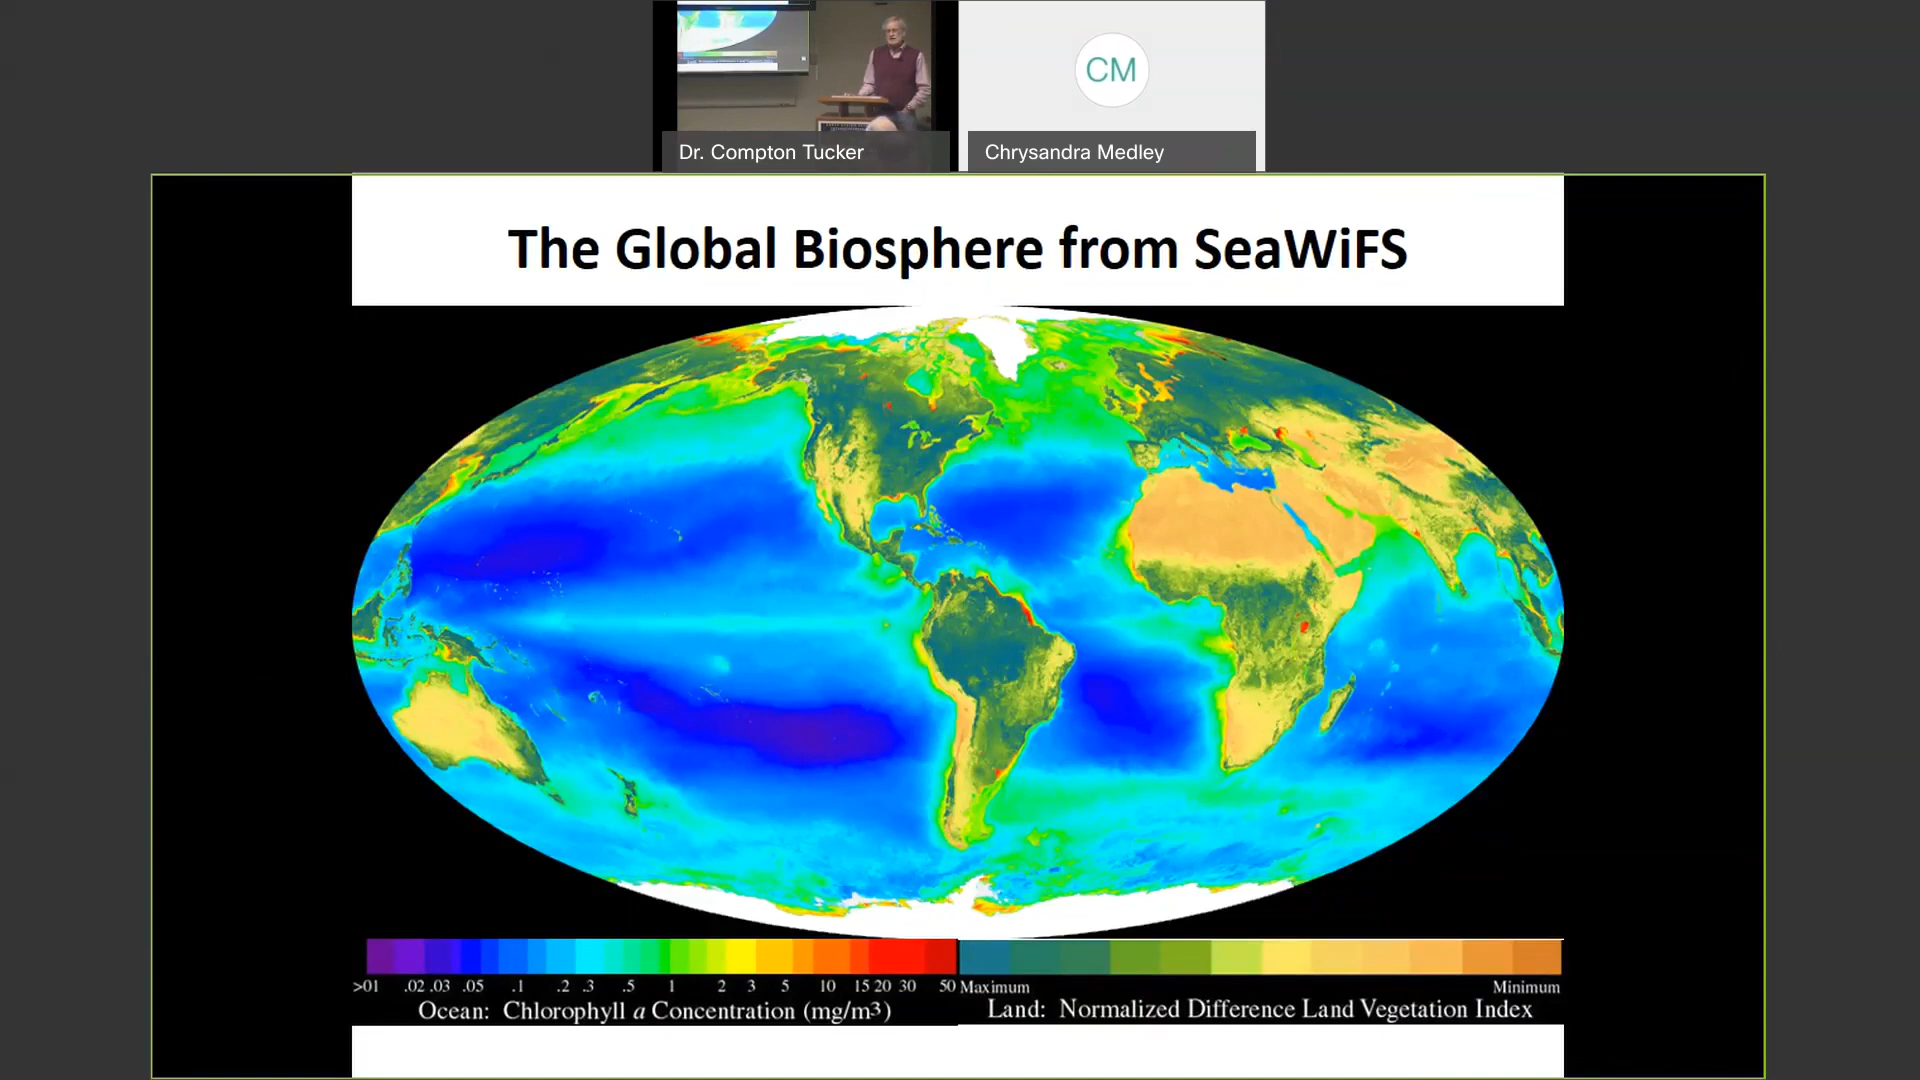 Dr. Compton Tucker
CM
Chrysandra Medley
The Global Biosphere from SeaWiFS
>01 .02 .03 .05 .1 .2 .3 .5 1 2 3 5 10 15 20 30 50
Maximum Minimum
Ocean: Chlorophyll a Concentration (mg/m3)
Land: Normalized Difference Land Vegetation Index